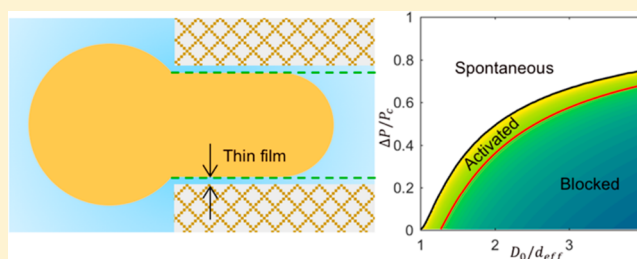 Thin film
1
0.8
0.6
0.4
0.2
0
ΔP/P_c
Spontaneous
Activated
Blocked
1
2
3
D_0/d_eff